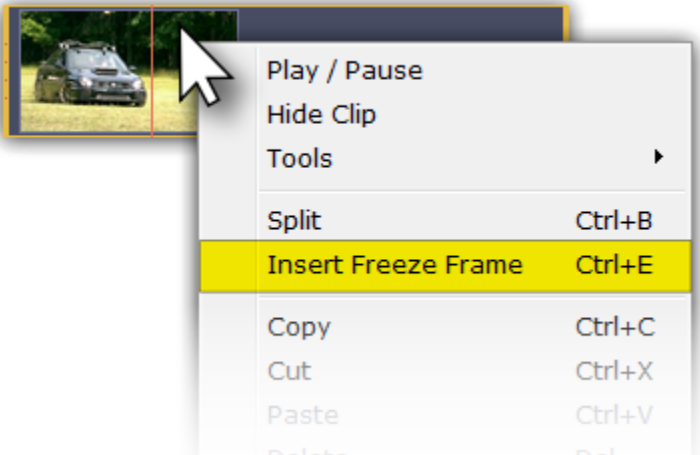 Play / Pause
Hide Clip
Tools
Split Ctrl+B
Insert Freeze Frame Ctrl+E
Copy Ctrl+C
Cut Ctrl+X
Paste Ctrl+V